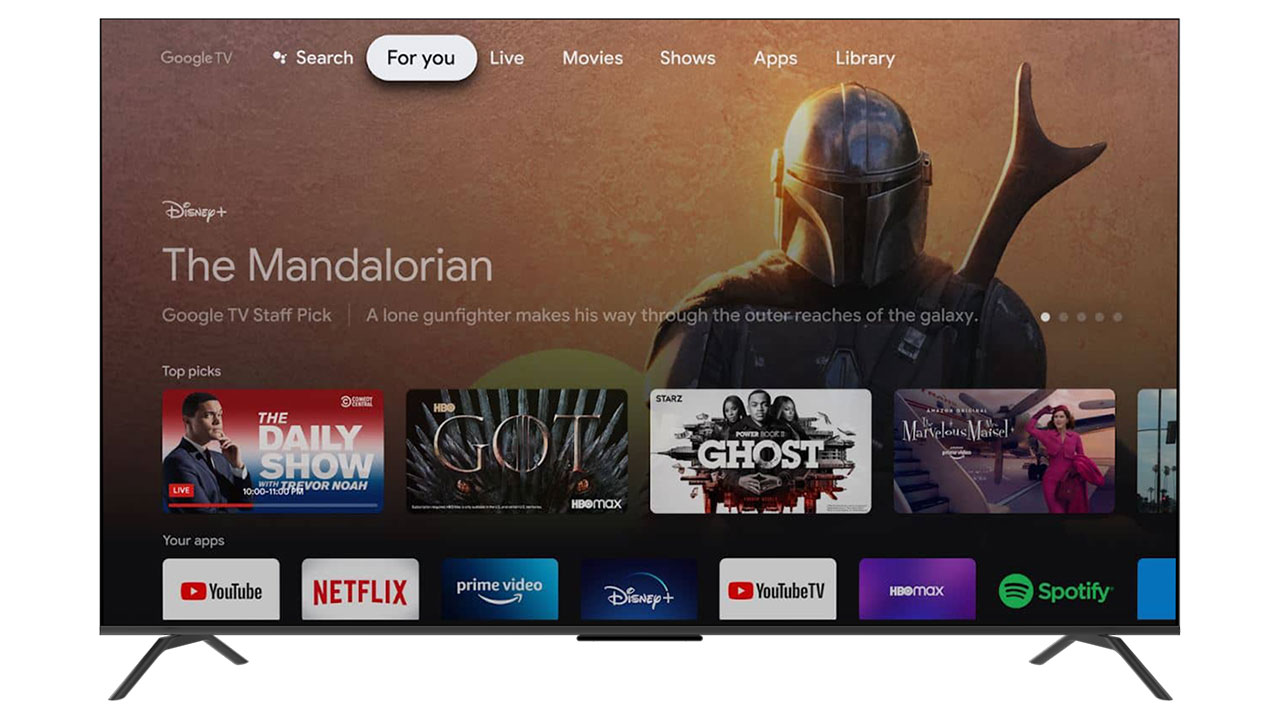 Google TV
Search
For you
Live
Movies
Shows
Apps
Library
Disney+
The Mandalorian
Google TV Staff Pick
A lone gunfighter makes his way through the outer reaches of the galaxy.
Top picks
COMEDY
CENTRAL
THE
DAILY
SHOW
WITH TREVOR NOAH
LIVE
10:00-11:00 PM
HBO
GOT
HBOMAX
STARZ
POWER BOOK II
GHOST
AMAZON ORIGINAL
The Marvelous Mrs. Maisel
prime video
Your apps
YouTube
NETFLIX
prime video
Disney+
YouTubeTV
HBOMAX
Spotify